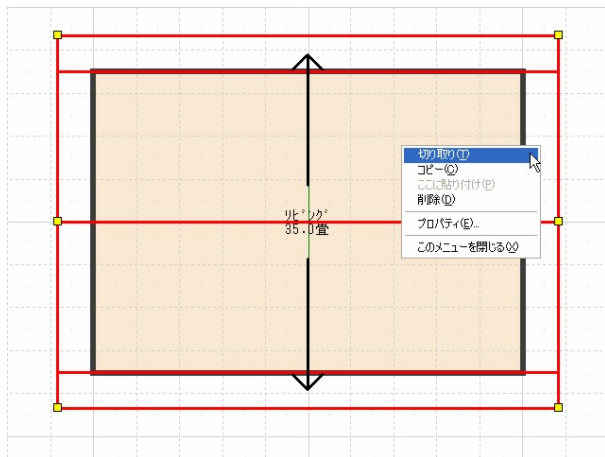 リビング
35.0畳
切り取り(T)
コピー(C)
ここに貼り付け(P)
削除(D)
プロパティ(E)...
このメニューを閉じる(X)